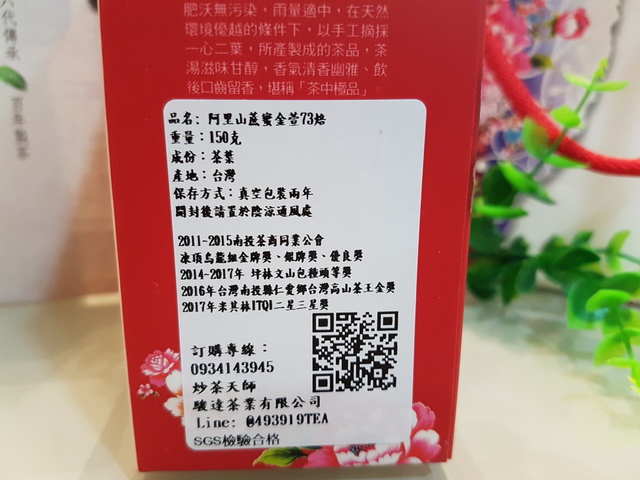 八代傳承
百年製茶
肥沃無污染，雨量適中，在天然
環境優越的條件下，以手工摘採
一心二葉，所產製成的茶品，茶
湯滋味甘醇，香氣清香幽雅、飲
後口齒留香，堪稱「茶中極品」
品名: 阿里山蔗蜜金萱73焙
重量：150克
成份：茶葉
產地：台灣
保存方式：真空包裝兩年
開封後請置於陰涼通風處
2011~2015南投茶商同業公會
凍頂烏龍組金牌獎、銀牌獎、優良獎
2014~2017年 坪林文山包種頭等獎
2016年台灣南投縣仁愛鄉台灣高山茶王金獎
2017年米其林ITQI二星三星獎
訂購專線：
0934143945
炒茶天師
駿達茶業有限公司
Line: @493919TEA
SGS檢驗合格